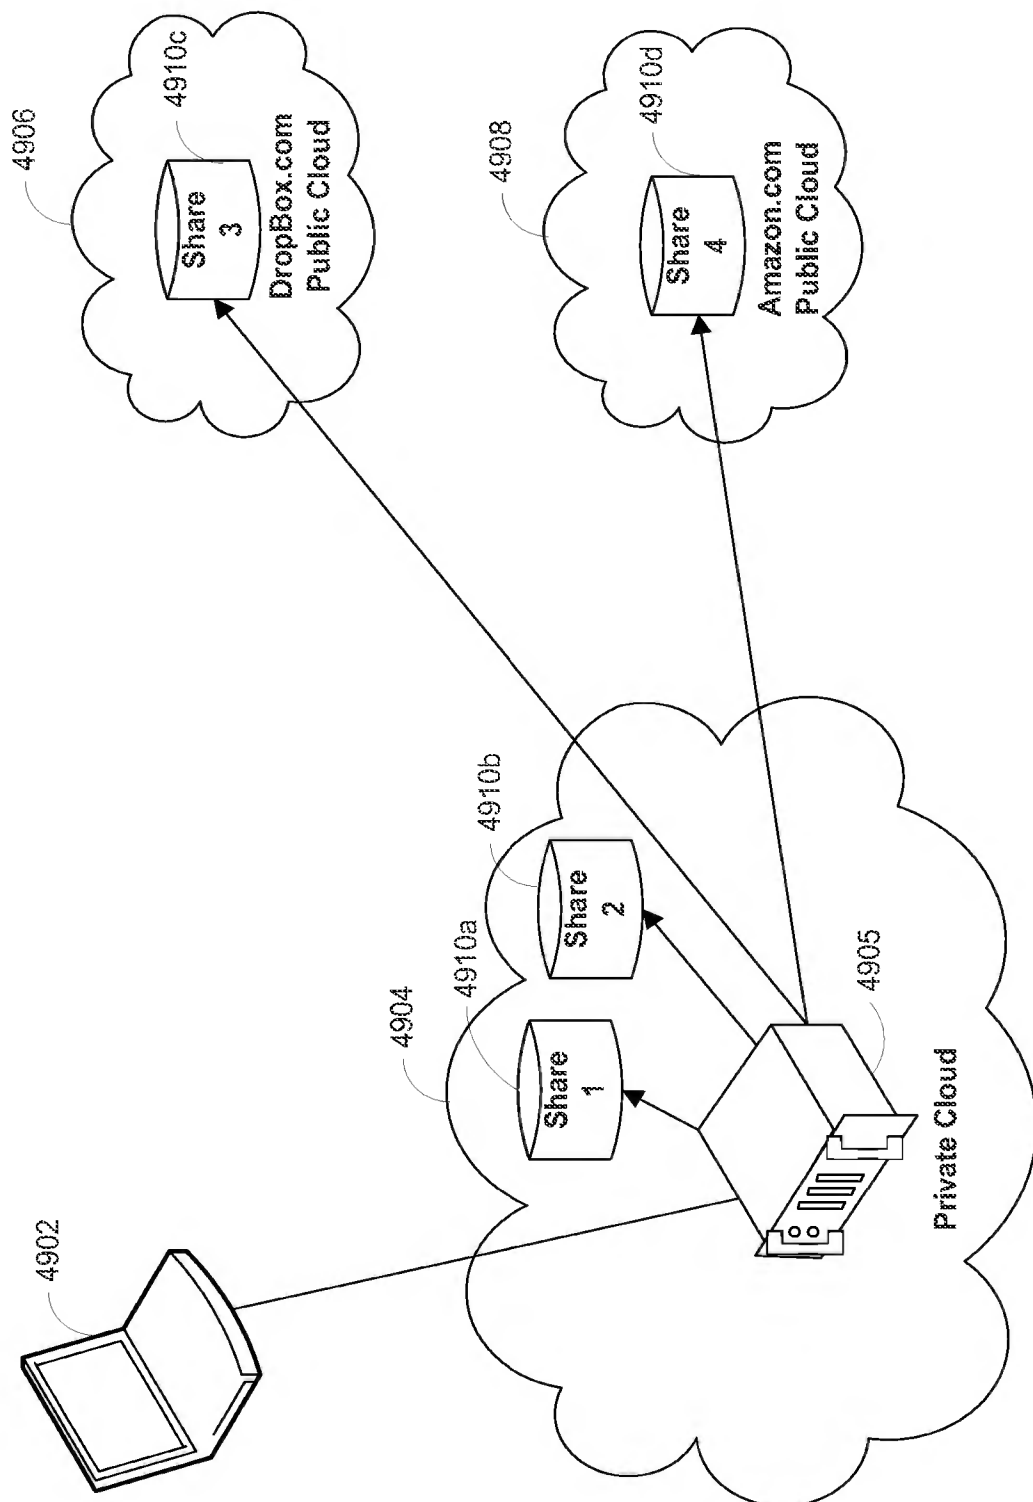 4902
4904
4910a
4910b
4906
4910c
Share
1
Share
2
Share
3
DropBox.com
Public Cloud
4908
4910d
Share
4
Amazon.com
Public Cloud
4905
Private Cloud